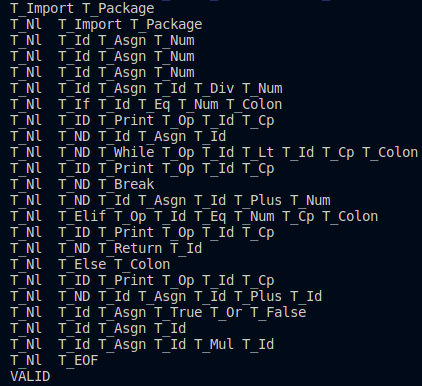 T_Import T_Package
T_Nl T_Import T_Package
T_Nl T_Id T_Asgn T_Num
T_Nl T_Id T_Asgn T_Num
T_Nl T_Id T_Asgn T_Num
T_Nl T_Id T_Asgn T_Id T_Div T_Num
T_Nl T_If T_Id T_Eq T_Num T_Colon
T_Nl T_ID T_Print T_Op T_Id T_Cp
T_Nl T_ND T_Id T_Asgn T_Id
T_Nl T_ND T_While T_Op T_Id T_Lt T_Id T_Cp T_Colon
T_Nl T_ID T_Print T_Op T_Id T_Cp
T_Nl T_ND T_Break
T_Nl T_ND T_Id T_Asgn T_Id T_Plus T_Num
T_Nl T_Elif T_Op T_Id T_Eq T_Num T_Cp T_Colon
T_Nl T_ID T_Print T_Op T_Id T_Cp
T_Nl T_ND T_Return T_Id
T_Nl T_Else T_Colon
T_Nl T_ID T_Print T_Op T_Id T_Cp
T_Nl T_ND T_Id T_Asgn T_Id T_Plus T_Id
T_Nl T_Id T_Asgn T_True T_Or T_False
T_Nl T_Id T_Asgn T_Id
T_Nl T_Id T_Asgn T_Id T_Mul T_Id
T_Nl T_EOF
VALID